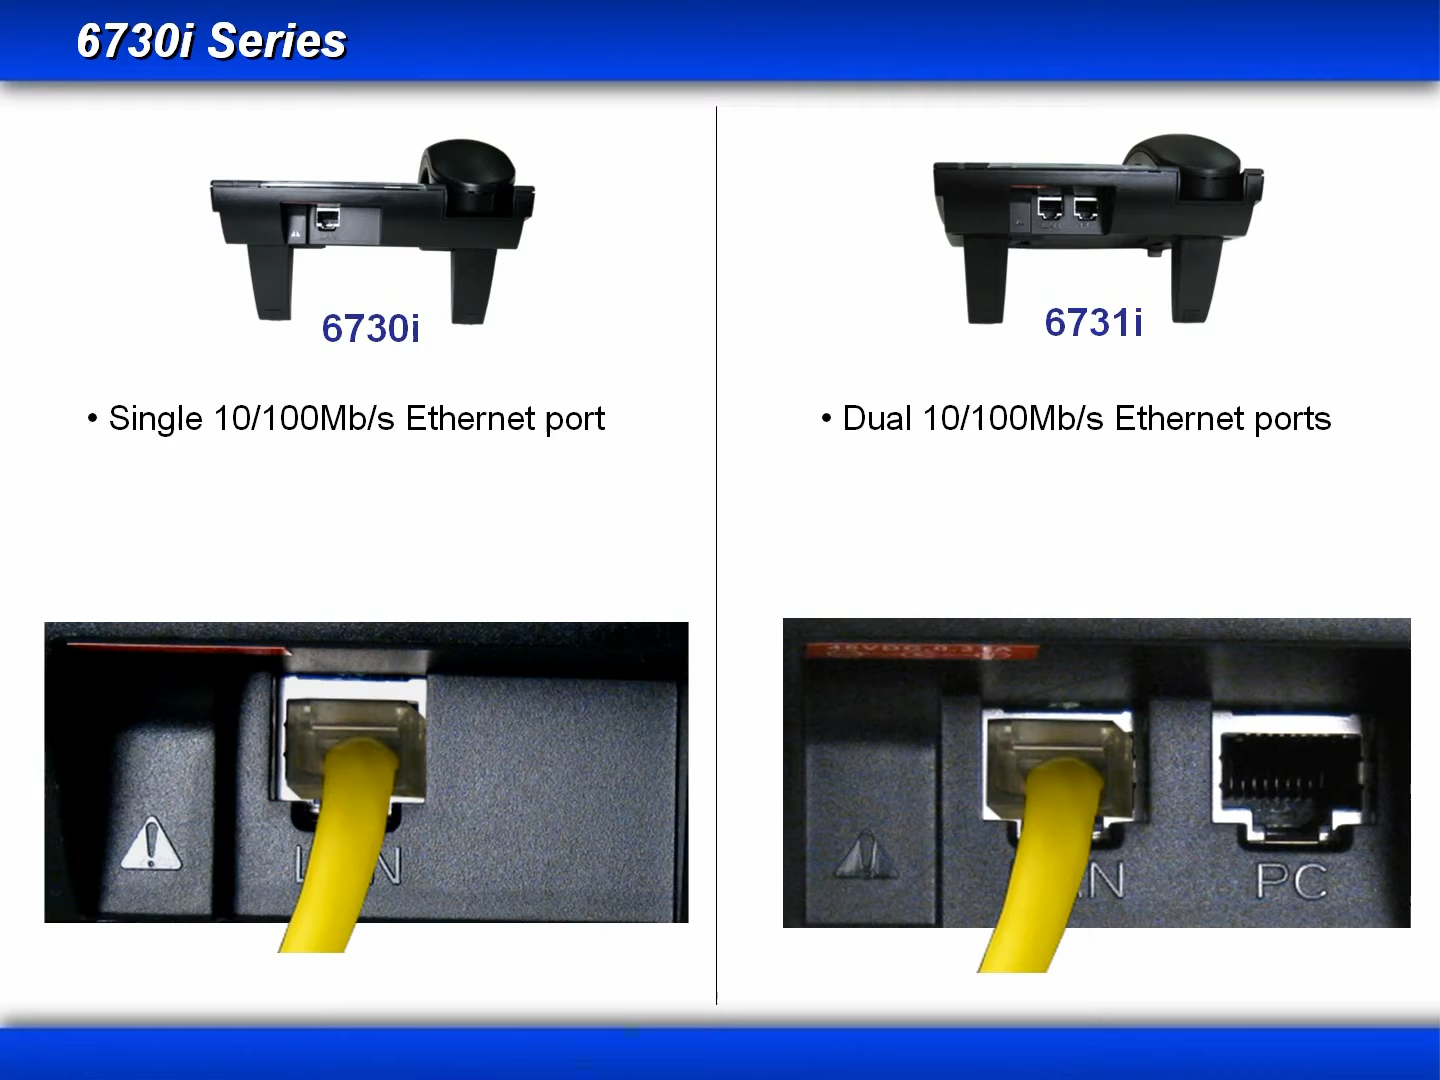 6730i Series
6730i
6731i
• Single 10/100Mb/s Ethernet port
• Dual 10/100Mb/s Ethernet ports
PC